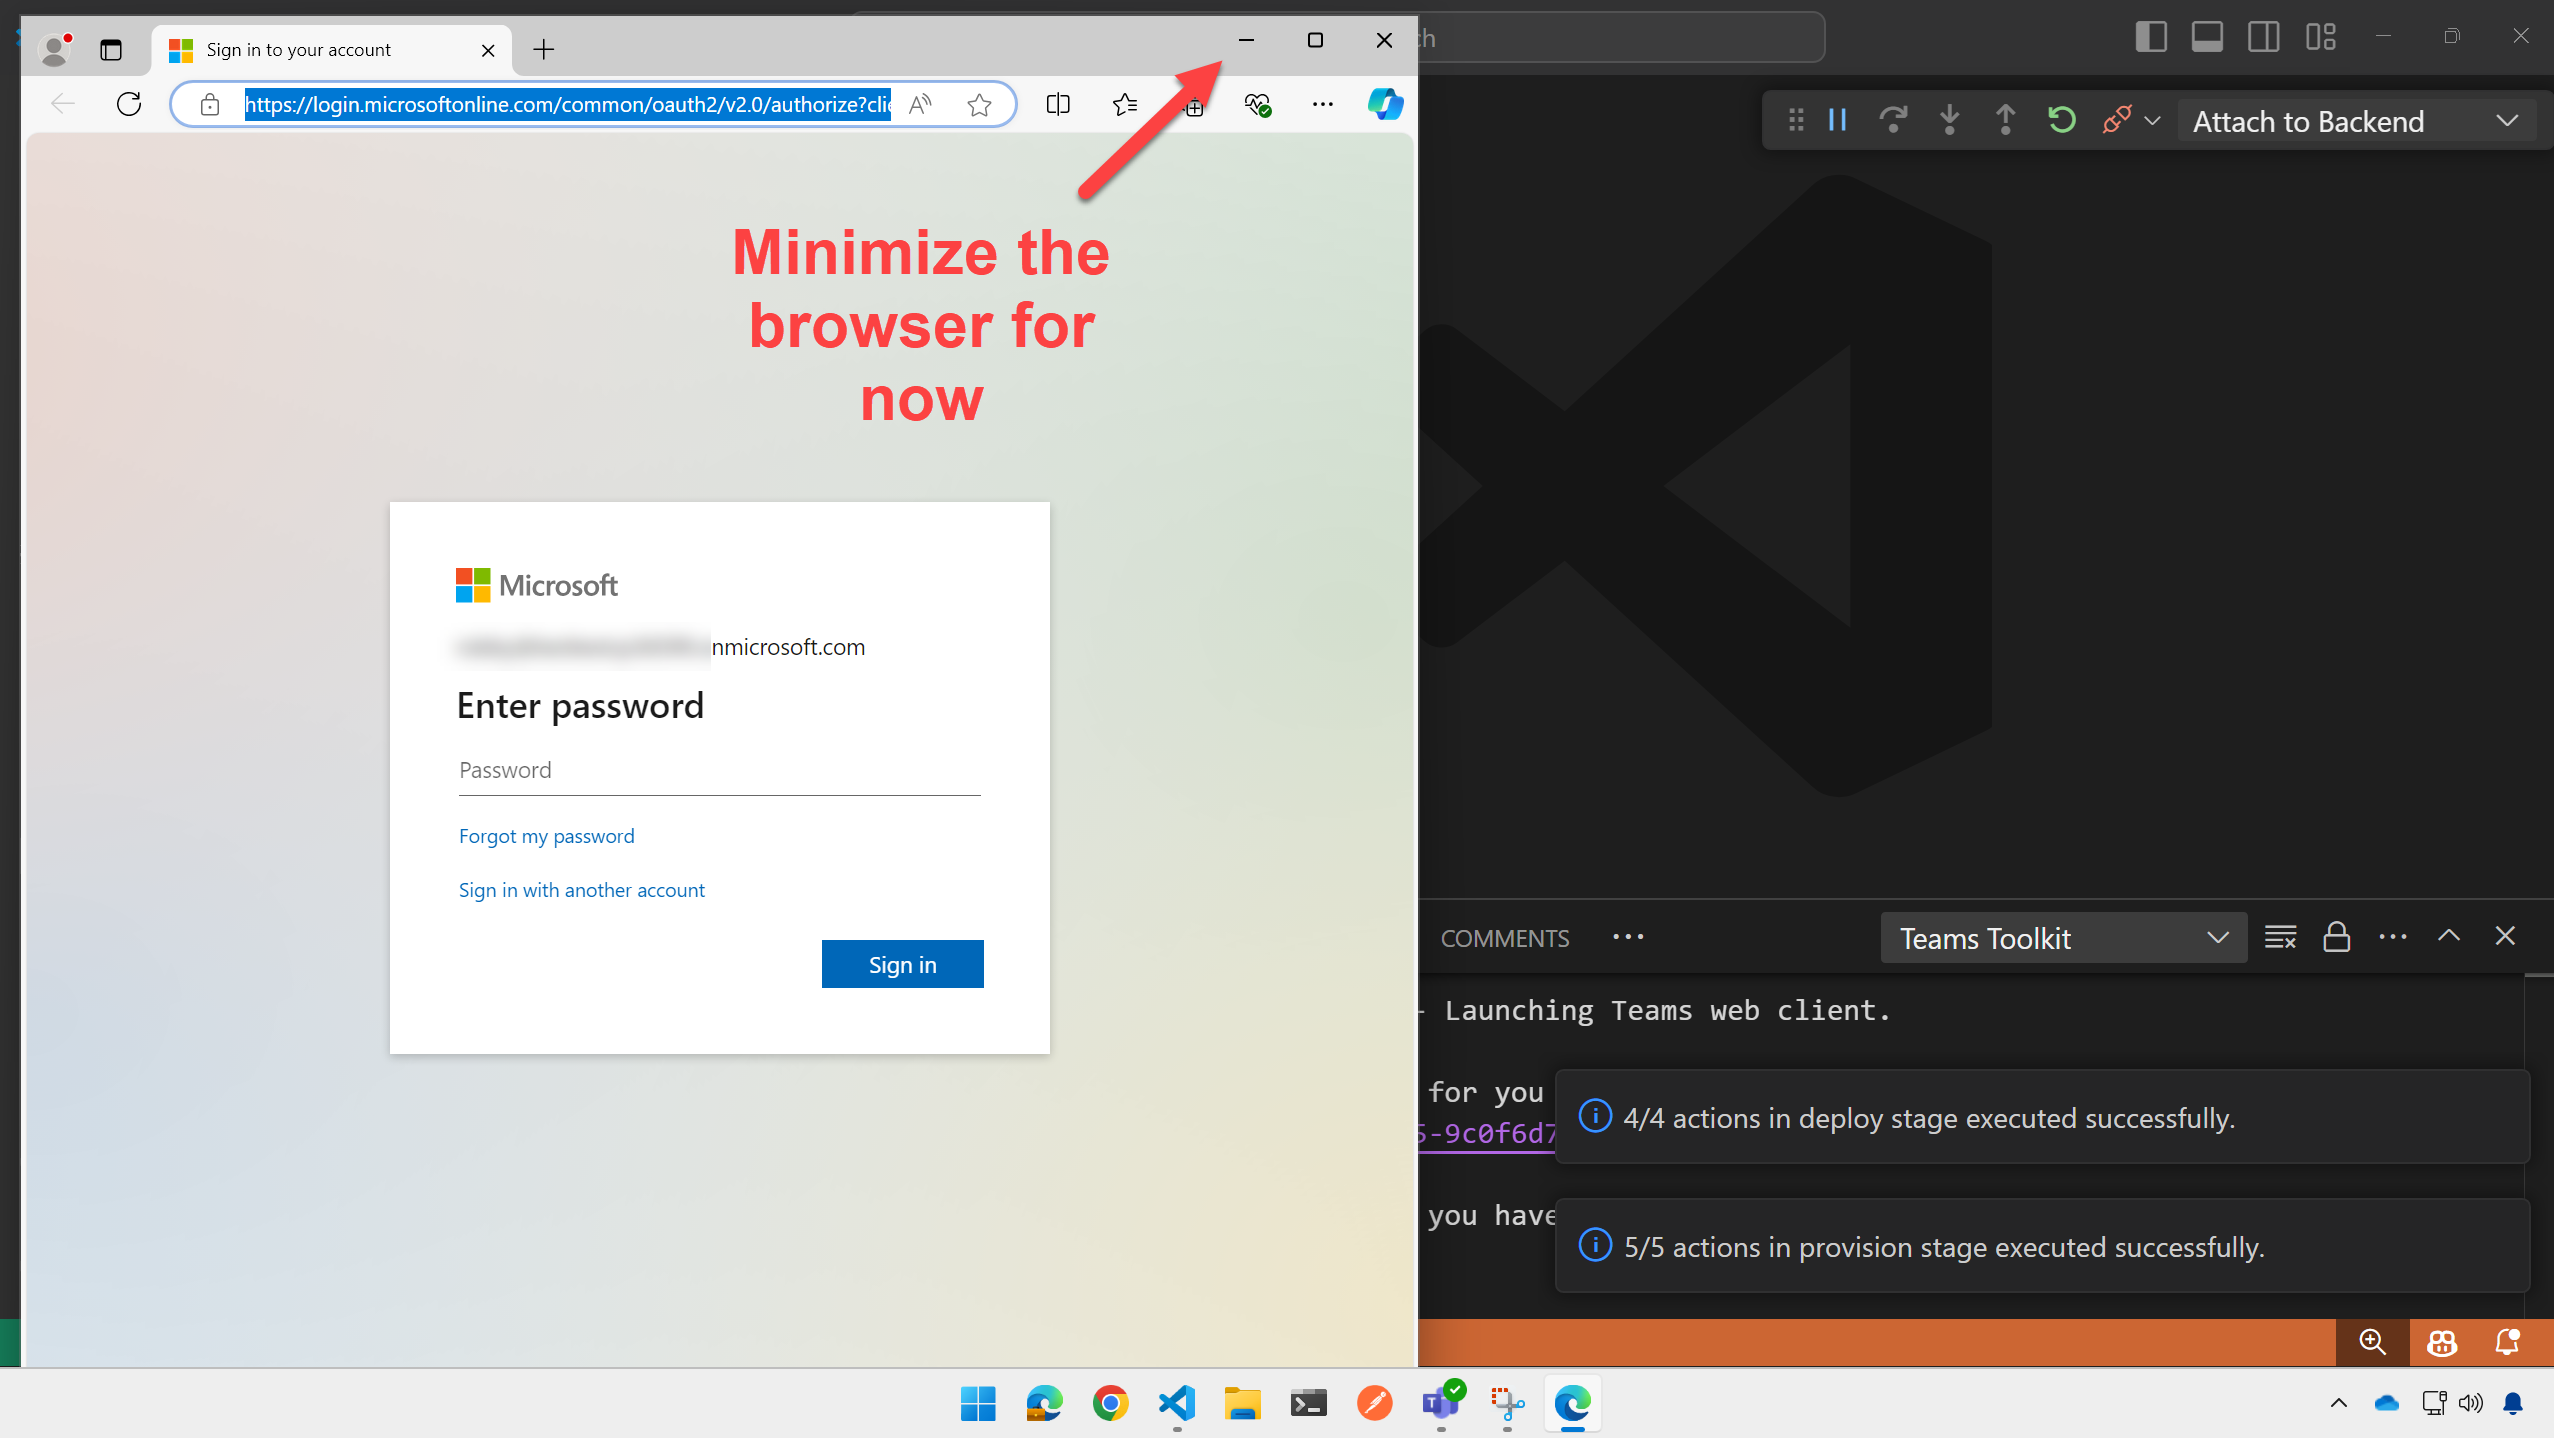 Sign in to your account
ch
https://login.microsoftonline.com/common/oauth2/v2.0/authorize?clie
Attach to Backend
Minimize the
browser for
now
Microsoft
nmicrosoft.com
Enter password
Password
Forgot my password
Sign in with another account
Sign in
COMMENTS
Teams Toolkit
- Launching Teams web client.
for you
5-9c0f6d7
you have
4/4 actions in deploy stage executed successfully.
5/5 actions in provision stage executed successfully.